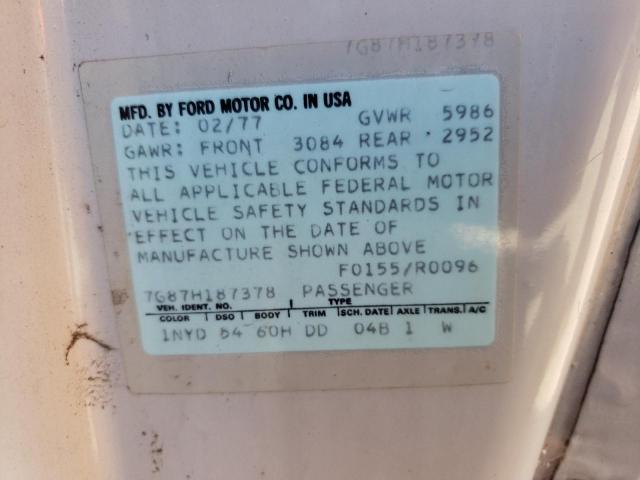 7G87H187378
MFD. BY FORD MOTOR CO. IN USA
DATE: 02/77 GVWR 5986
GAWR: FRONT 3084 REAR 2952
THIS VEHICLE CONFORMS TO
ALL APPLICABLE FEDERAL MOTOR
VEHICLE SAFETY STANDARDS IN
EFFECT ON THE DATE OF
MANUFACTURE SHOWN ABOVE
F0155/R0096
7G87H187378 PASSENGER
VEH. IDENT. NO. TYPE
COLOR DSO BODY TRIM SCH. DATE AXLE TRANS. A/C
1NYD 64 60H DD 04B 1 W